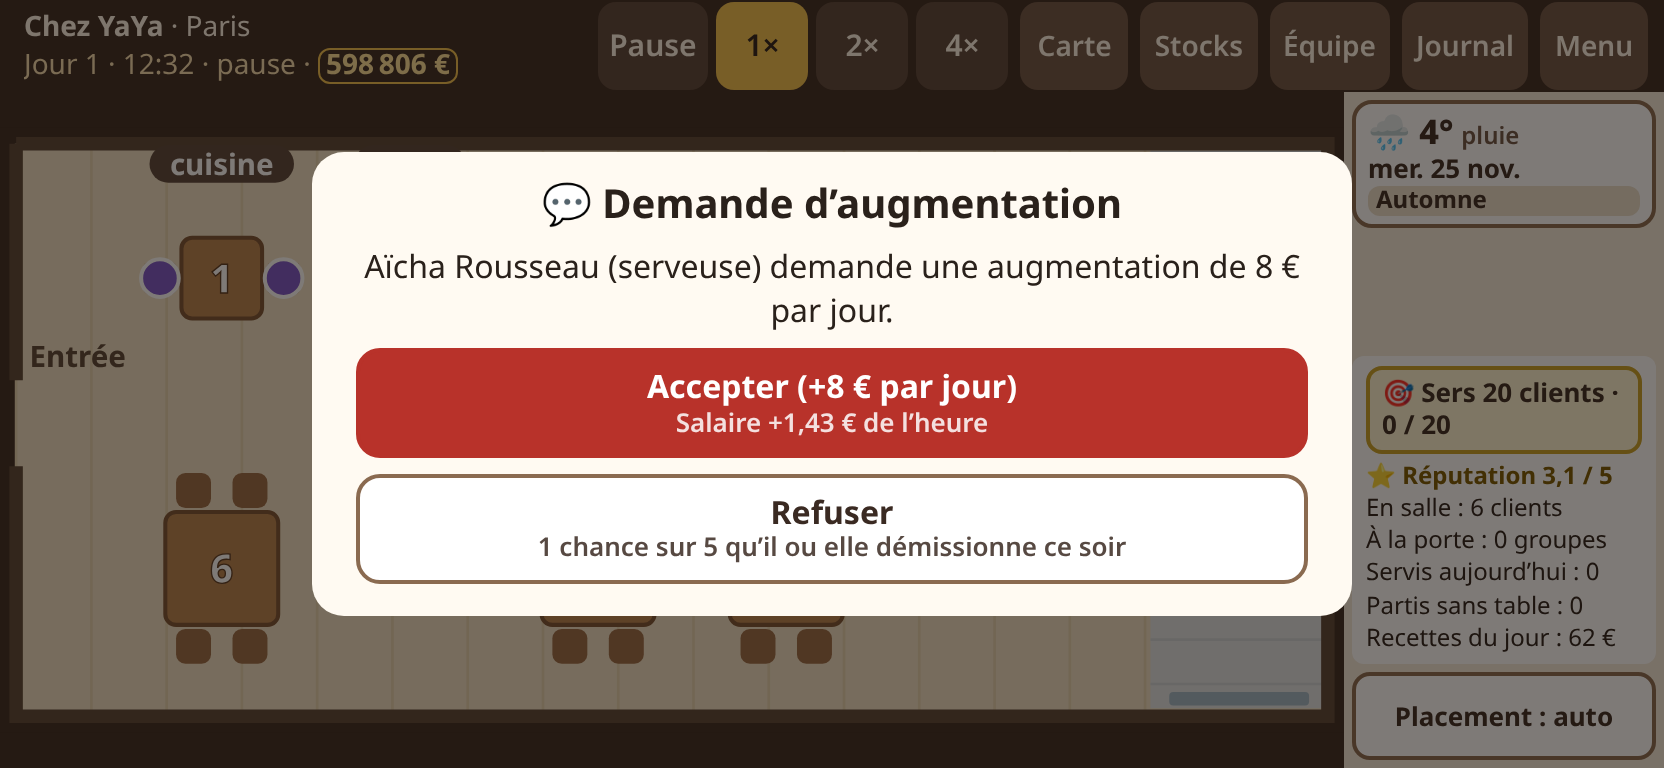 Chez YaYa · Paris
Jour 1 · 12:32 · pause · 598 806 €
Pause
1×
2×
4×
Carte
Stocks
Équipe
Journal
Menu
cuisine
1
Entrée
6
💬 Demande d’augmentation
Aïcha Rousseau (serveuse) demande une augmentation de 8 €
par jour.
Accepter (+8 € par jour)
Salaire +1,43 € de l’heure
Refuser
1 chance sur 5 qu’il ou elle démissionne ce soir
🌧️ 4° pluie
mer. 25 nov.
Automne
🎯 Sers 20 clients ·
0 / 20
⭐ Réputation 3,1 / 5
En salle : 6 clients
À la porte : 0 groupes
Servis aujourd’hui : 0
Partis sans table : 0
Recettes du jour : 62 €
Placement : auto